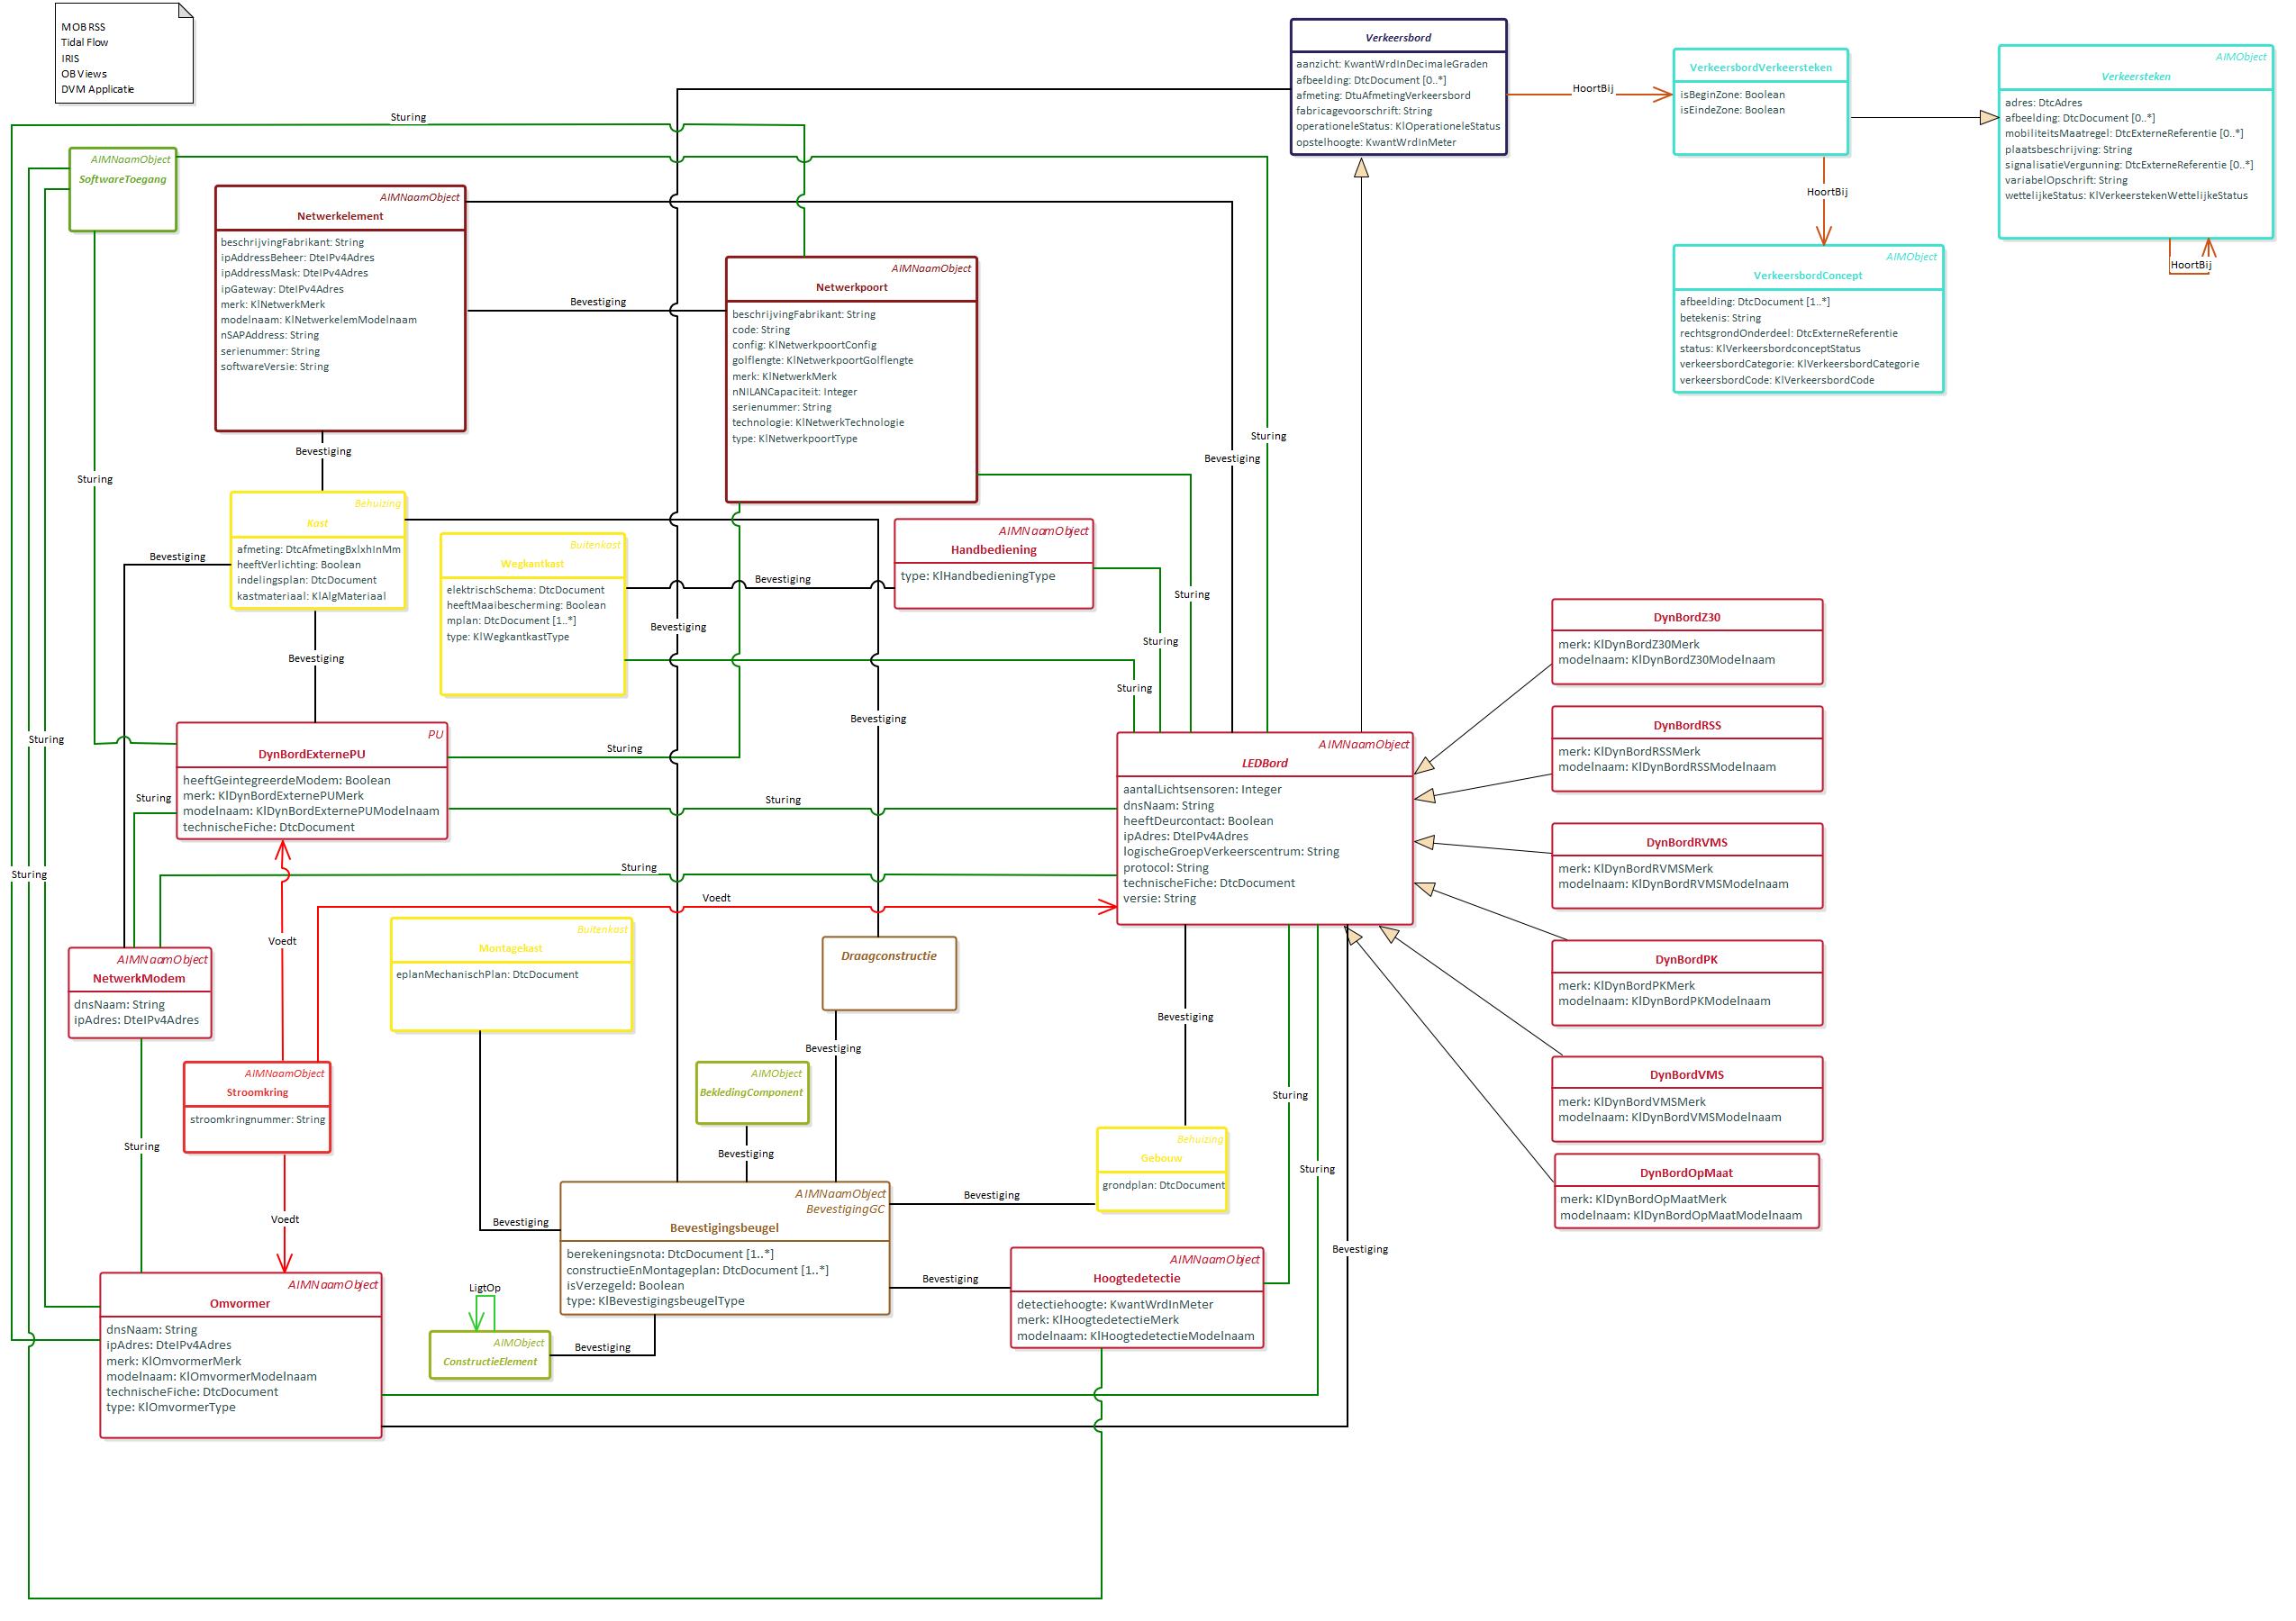 MOB RSS
Tidal Flow
IRIS
OB Views
DVM Applicatie
Verkeersbord
aanzicht: KwantWrdInDecimaleGraden
afbeelding: DtcDocument [0..*]
afmeting: DtuAfmetingVerkeersbord
fabricagevoorschrift: String
operationeleStatus: KlOperationeleStatus
opstelhoogte: KwantWrdInMeter
HoortBij
VerkeersbordVerkeersteken
isBeginZone: Boolean
isEindeZone: Boolean
AIMObject
Verkeersteken
adres: DtcAdres
afbeelding: DtcDocument [0..*]
mobiliteitsMaatregel: DtcExterneReferentie [0..*]
plaatsbeschrijving: String
signalisatieVergunning: DtcExterneReferentie [0..*]
variabelOpschrift: String
wettelijkeStatus: KlVerkeerstekenWettelijkeStatus
HoortBij
HoortBij
AIMObject
VerkeersbordConcept
afbeelding: DtcDocument [1..*]
betekenis: String
rechtsgrondOnderdeel: DtcExterneReferentie
status: KlVerkeersbordconceptStatus
verkeersbordCategorie: KlVerkeersbordCategorie
verkeersbordCode: KlVerkeersbordCode
Sturing
AIMNaamObject
SoftwareToegang
AIMNaamObject
Netwerkelement
beschrijvingFabrikant: String
ipAddressBeheer: DteIPv4Adres
ipAddressMask: DteIPv4Adres
ipGateway: DteIPv4Adres
merk: KlNetwerkMerk
modelnaam: KlNetwerkelemModelnaam
nSAPAddress: String
serienummer: String
softwareVersie: String
Bevestiging
AIMNaamObject
Netwerkpoort
beschrijvingFabrikant: String
code: String
config: KlNetwerkpoortConfig
golflengte: KlNetwerkpoortGolflengte
merk: KlNetwerkMerk
nNILANCapaciteit: Integer
serienummer: String
technologie: KlNetwerkTechnologie
type: KlNetwerkpoortType
Sturing
Bevestiging
Bevestiging
Sturing
Behuizing
Kast
afmeting: DtcAfmetingBxlxhInMm
heeftVerlichting: Boolean
indelingsplan: DtcDocument
kastmateriaal: KlAlgMateriaal
Bevestiging
Buitenkast
Wegkantkast
elektrischSchema: DtcDocument
heeftMaaibescherming: Boolean
mplan: DtcDocument [1..*]
type: KlWegkantkastType
Bevestiging
AIMNaamObject
Handbediening
type: KlHandbedieningType
Sturing
Bevestiging
Sturing
Bevestiging
Sturing
Bevestiging
DynBordZ30
merk: KlDynBordZ30Merk
modelnaam: KlDynBordZ30Modelnaam
DynBordRSS
merk: KlDynBordRSSMerk
modelnaam: KlDynBordRSSModelnaam
Sturing
PU
DynBordExternePU
heeftGeintegreerdeModem: Boolean
merk: KlDynBordExternePUMerk
modelnaam: KlDynBordExternePUModelnaam
technischeFiche: DtcDocument
Sturing
Sturing
Sturing
AIMNaamObject
LEDBord
aantalLichtsensoren: Integer
dnsNaam: String
heeftDeurcontact: Boolean
ipAdres: DteIPv4Adres
logischeGroepVerkeerscentrum: String
protocol: String
technischeFiche: DtcDocument
versie: String
DynBordRVMS
merk: KlDynBordRVMSMerk
modelnaam: KlDynBordRVMSModelnaam
Sturing
Sturing
Voedt
Voedt
Buitenkast
Montagekast
eplanMechanischPlan: DtcDocument
Draagconstructie
DynBordPK
merk: KlDynBordPKMerk
modelnaam: KlDynBordPKModelnaam
AIMNaamObject
NetwerkModem
dnsNaam: String
ipAdres: DteIPv4Adres
Bevestiging
Bevestiging
AIMNaamObject
Stroomkring
stroomkringnummer: String
AIMObject
BekledingComponent
Sturing
DynBordVMS
merk: KlDynBordVMSMerk
modelnaam: KlDynBordVMSModelnaam
Sturing
Bevestiging
Behuizing
Gebouw
grondplan: DtcDocument
Sturing
DynBordOpMaat
merk: KlDynBordOpMaatMerk
modelnaam: KlDynBordOpMaatModelnaam
Voedt
Bevestiging
AIMNaamObject
BevestigingGC
Bevestigingsbeugel
berekeningsnota: DtcDocument [1..*]
constructieEnMontageplan: DtcDocument [1..*]
isVerzegeld: Boolean
type: KlBevestigingsbeugelType
Bevestiging
Bevestiging
Bevestiging
AIMNaamObject
Hoogtedetectie
detectiehoogte: KwantWrdInMeter
merk: KlHoogtedetectieMerk
modelnaam: KlHoogtedetectieModelnaam
AIMNaamObject
Omvormer
dnsNaam: String
ipAdres: DteIPv4Adres
merk: KlOmvormerMerk
modelnaam: KlOmvormerModelnaam
technischeFiche: DtcDocument
type: KlOmvormerType
LigtOp
AIMObject
ConstructieElement
Bevestiging